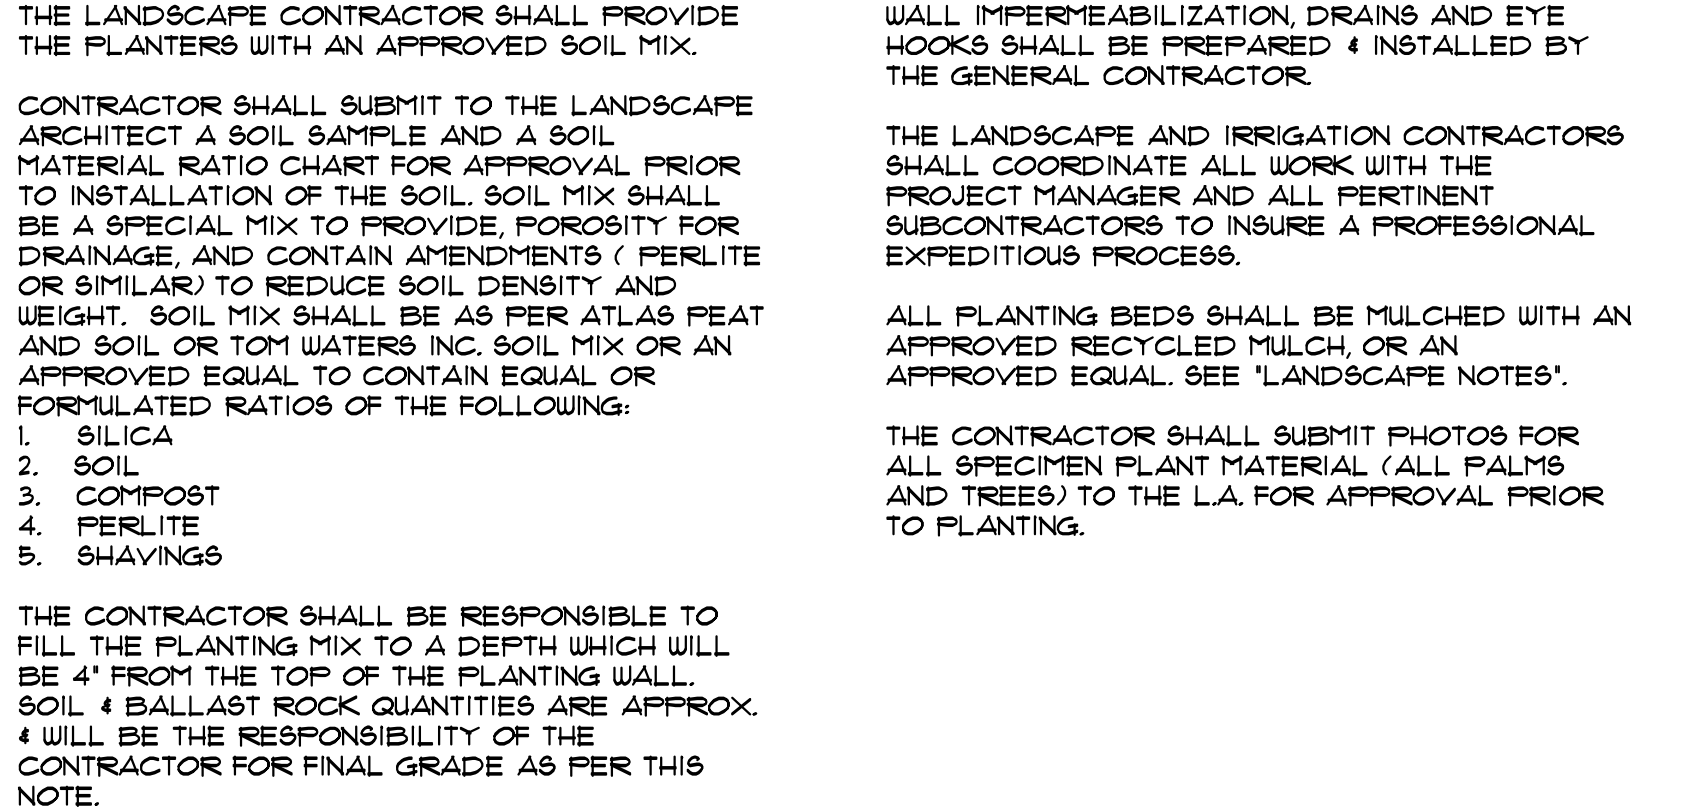 THE LANDSCAPE CONTRACTOR SHALL PROVIDE
THE PLANTERS WITH AN APPROVED SOIL MIX.
CONTRACTOR SHALL SUBMIT TO THE LANDSCAPE
ARCHITECT A SOIL SAMPLE AND A SOIL
MATERIAL RATIO CHART FOR APPROVAL PRIOR
TO INSTALLATION OF THE SOIL. SOIL MIX SHALL
BE A SPECIAL MIX TO PROVIDE, POROSITY FOR
DRAINAGE, AND CONTAIN AMENDMENTS ( PERLITE
OR SIMILAR) TO REDUCE SOIL DENSITY AND
WEIGHT.  SOIL MIX SHALL BE AS PER ATLAS PEAT
AND SOIL OR TOM WATERS INC. SOIL MIX OR AN
APPROVED EQUAL TO CONTAIN EQUAL OR
FORMULATED RATIOS OF THE FOLLOWING:
1. SILICA
2. SOIL
3. COMPOST
4. PERLITE
5. SHAVINGS
THE CONTRACTOR SHALL BE RESPONSIBLE TO
FILL THE PLANTING MIX TO A DEPTH WHICH WILL
BE 4" FROM THE TOP OF THE PLANTING WALL.
SOIL & BALLAST ROCK QUANTITIES ARE APPROX.
& WILL BE THE RESPONSIBILITY OF THE
CONTRACTOR FOR FINAL GRADE AS PER THIS
NOTE.
WALL IMPERMEABILIZATION, DRAINS AND EYE
HOOKS SHALL BE PREPARED & INSTALLED BY
THE GENERAL CONTRACTOR.
THE LANDSCAPE AND IRRIGATION CONTRACTORS
SHALL COORDINATE ALL WORK WITH THE
PROJECT MANAGER AND ALL PERTINENT
SUBCONTRACTORS TO INSURE A PROFESSIONAL
EXPEDITIOUS PROCESS.
ALL PLANTING BEDS SHALL BE MULCHED WITH AN
APPROVED RECYCLED MULCH, OR AN
APPROVED EQUAL. SEE "LANDSCAPE NOTES".
THE CONTRACTOR SHALL SUBMIT PHOTOS FOR
ALL SPECIMEN PLANT MATERIAL (ALL PALMS
AND TREES) TO THE L.A. FOR APPROVAL PRIOR
TO PLANTING.